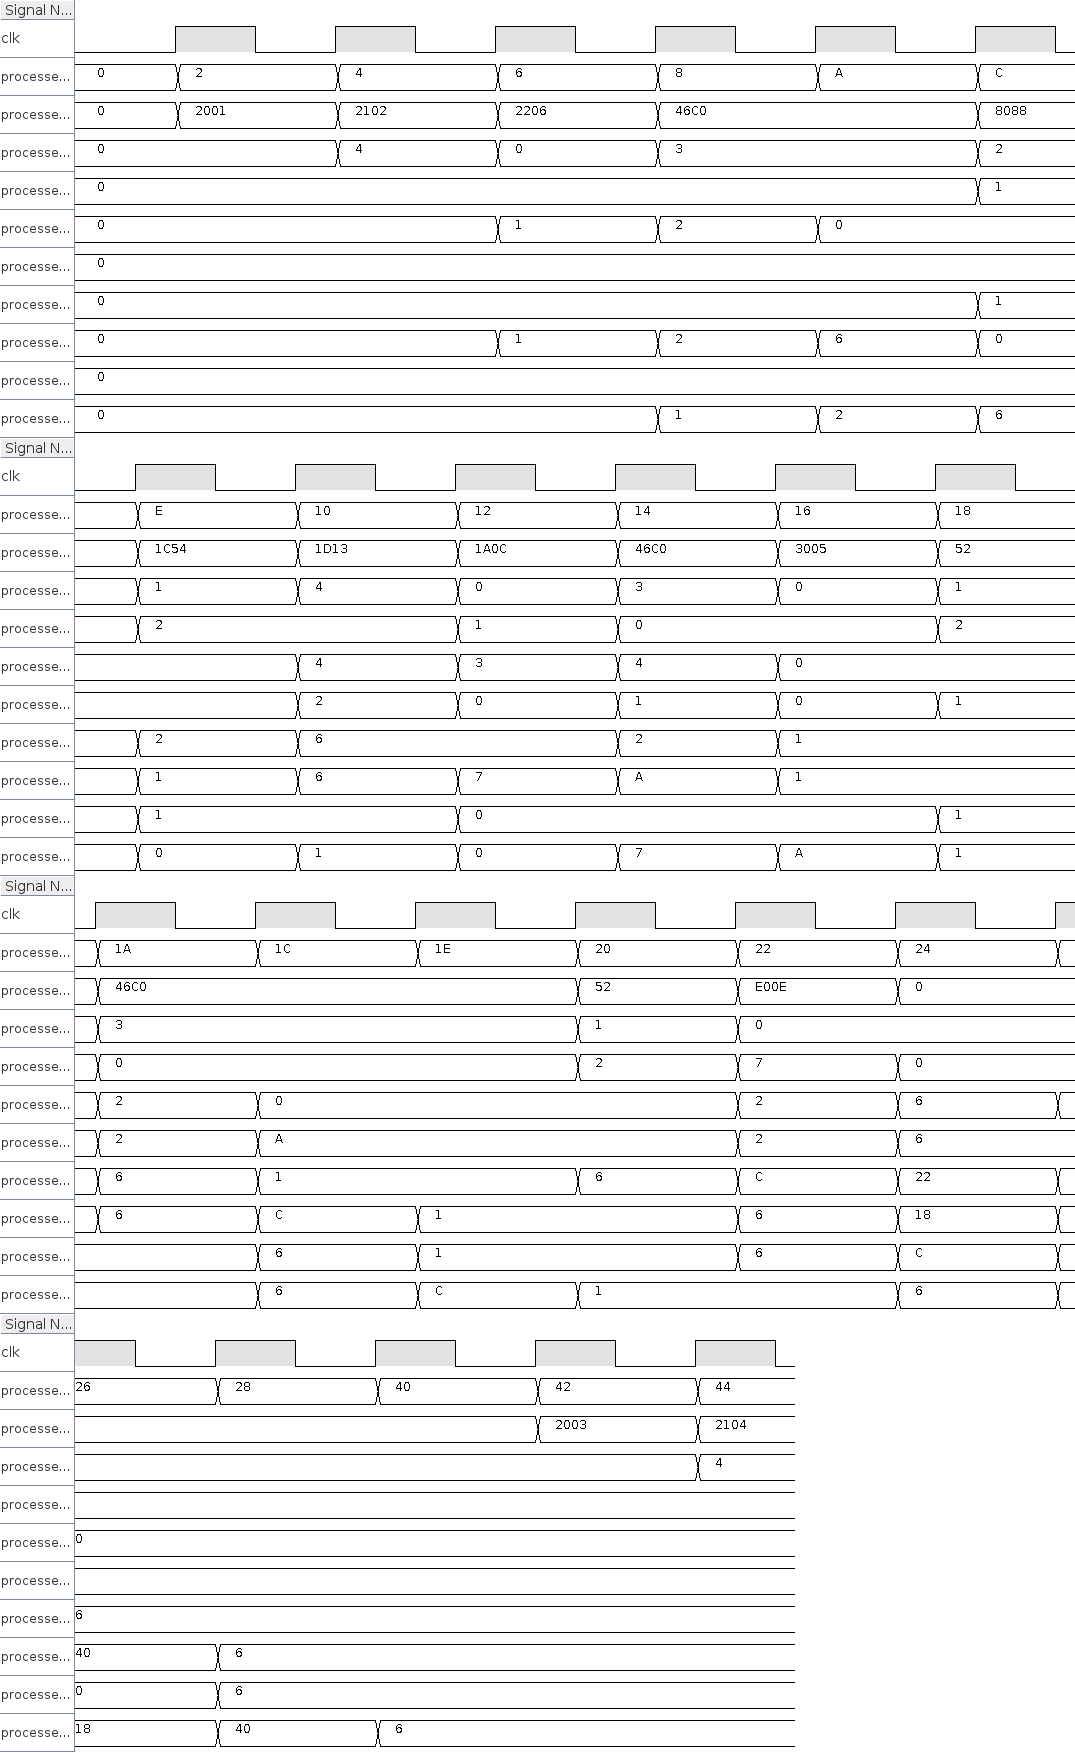 Signal N...
clk
processe... 0 2 4 6 8 A C
processe... 0 2001 2102 2206 46C0 8088
processe... 0 4 0 3 2
processe... 0 1
processe... 0 1 2 0
processe... 0
processe... 0 1
processe... 0 1 2 6 0
processe... 0
processe... 0 1 2 6
Signal N...
clk
processe... E 10 12 14 16 18
processe... 1C54 1D13 1A0C 46C0 3005 52
processe... 1 4 0 3 0 1
processe... 2 1 0 2
processe... 4 3 4 0
processe... 2 0 1 0 1
processe... 2 6 2 1
processe... 1 6 7 A 1
processe... 1 0 1
processe... 0 1 0 7 A 1
Signal N...
clk
processe... 1A 1C 1E 20 22 24
processe... 46C0 52 E00E 0
processe... 3 1 0
processe... 0 2 7 0
processe... 2 0 2 6
processe... 2 A 2 6
processe... 6 1 6 C 22
processe... 6 C 1 6 18
processe... 6 1 6 C
processe... 6 C 1 6
Signal N...
clk
processe... 26 28 40 42 44
processe... 2003 2104
processe... 4
processe...
processe... 0
processe...
processe... 6
processe... 40 6
processe... 0 6
processe... 18 40 6